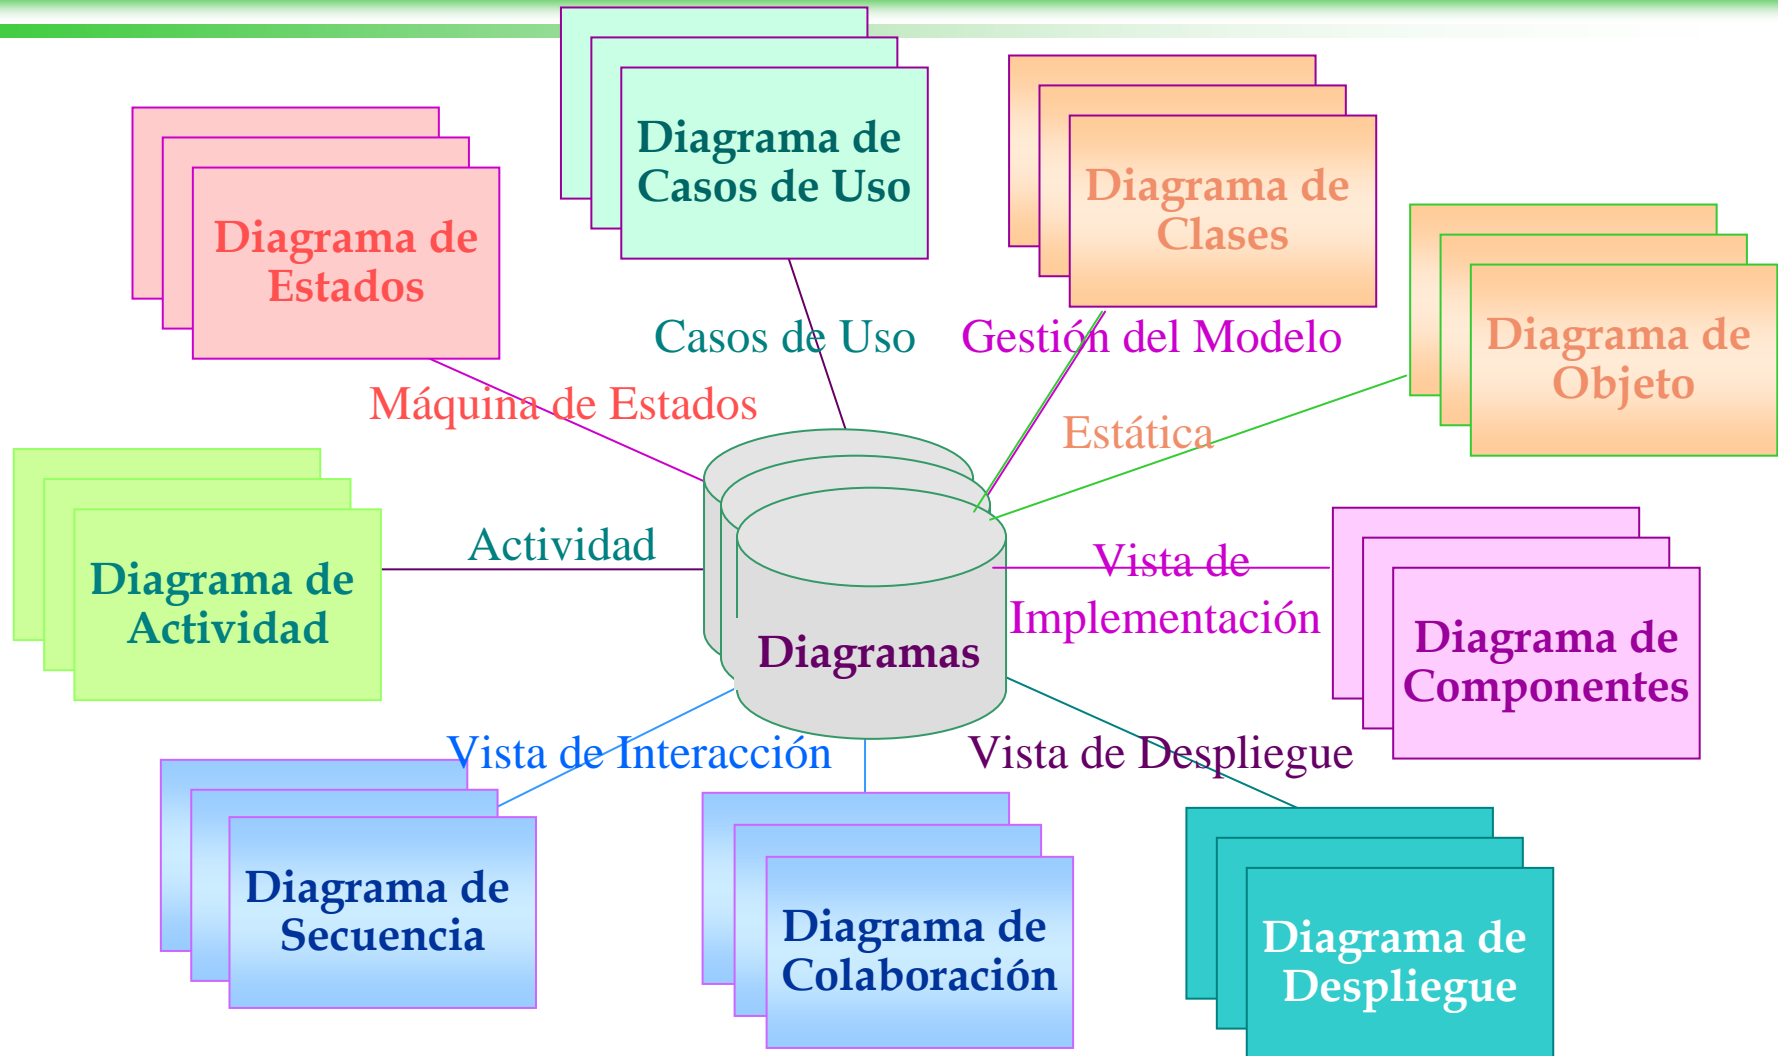 Diagrama de
Casos de Uso
Diagrama de
Clases
Diagrama de
Estados
Diagrama de
Objeto
Casos de Uso
Gestión del Modelo
Máquina de Estados
Estática
Actividad
Diagrama de
Actividad
Vista de
Implementación
Diagramas
Diagrama de
Componentes
Vista de Interacción
Vista de Despliegue
Diagrama de
Secuencia
Diagrama de
Colaboración
Diagrama de
Despliegue